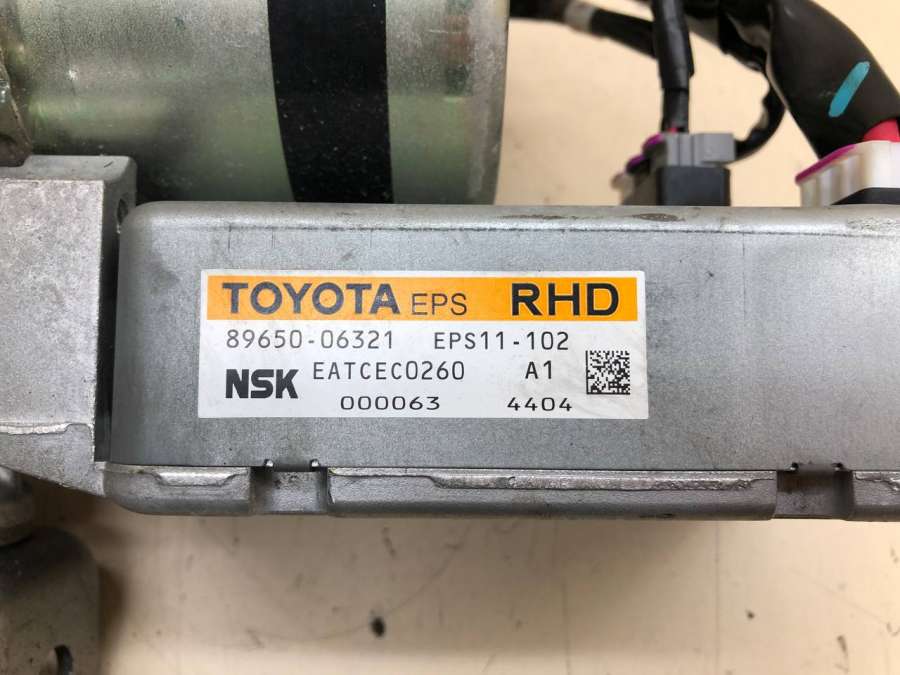 TOYOTA EPS RHD
89650-06321 EPS11-102
NSK EATCEC0260 A1
000063 4404